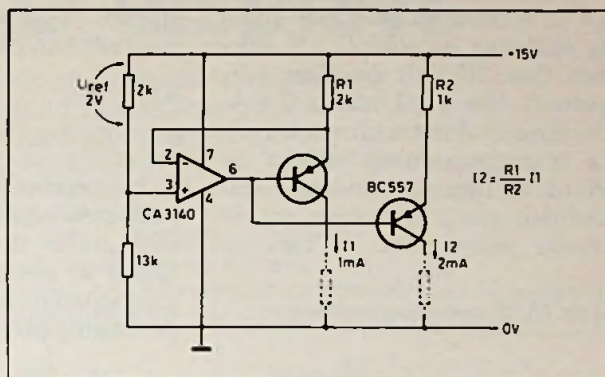 +15V
Uref
2V
2k
R1
2k
R2
1k
2
-
7
6
3
+
4
CA3140
BC557
I2=R1/R2 I1
13k
I1
1mA
I2
2mA
0V